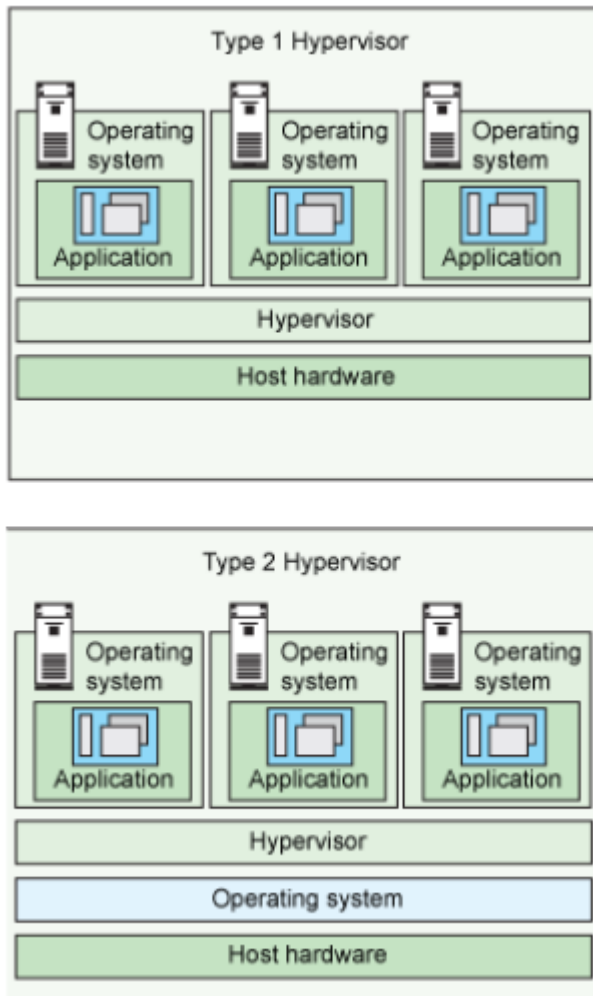 Type 1 Hypervisor
Operating system
Application
Operating system
Application
Operating system
Application
Hypervisor
Host hardware
Type 2 Hypervisor
Operating system
Application
Operating system
Application
Operating system
Application
Hypervisor
Operating system
Host hardware